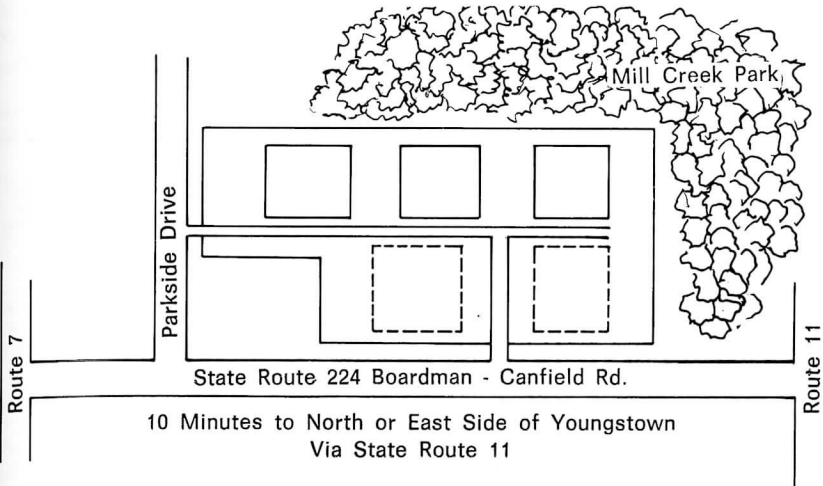 Mill Creek Park
Parkside Drive
Route 7
Route 11
State Route 224 Boardman - Canfield Rd.
10 Minutes to North or East Side of Youngstown
Via State Route 11